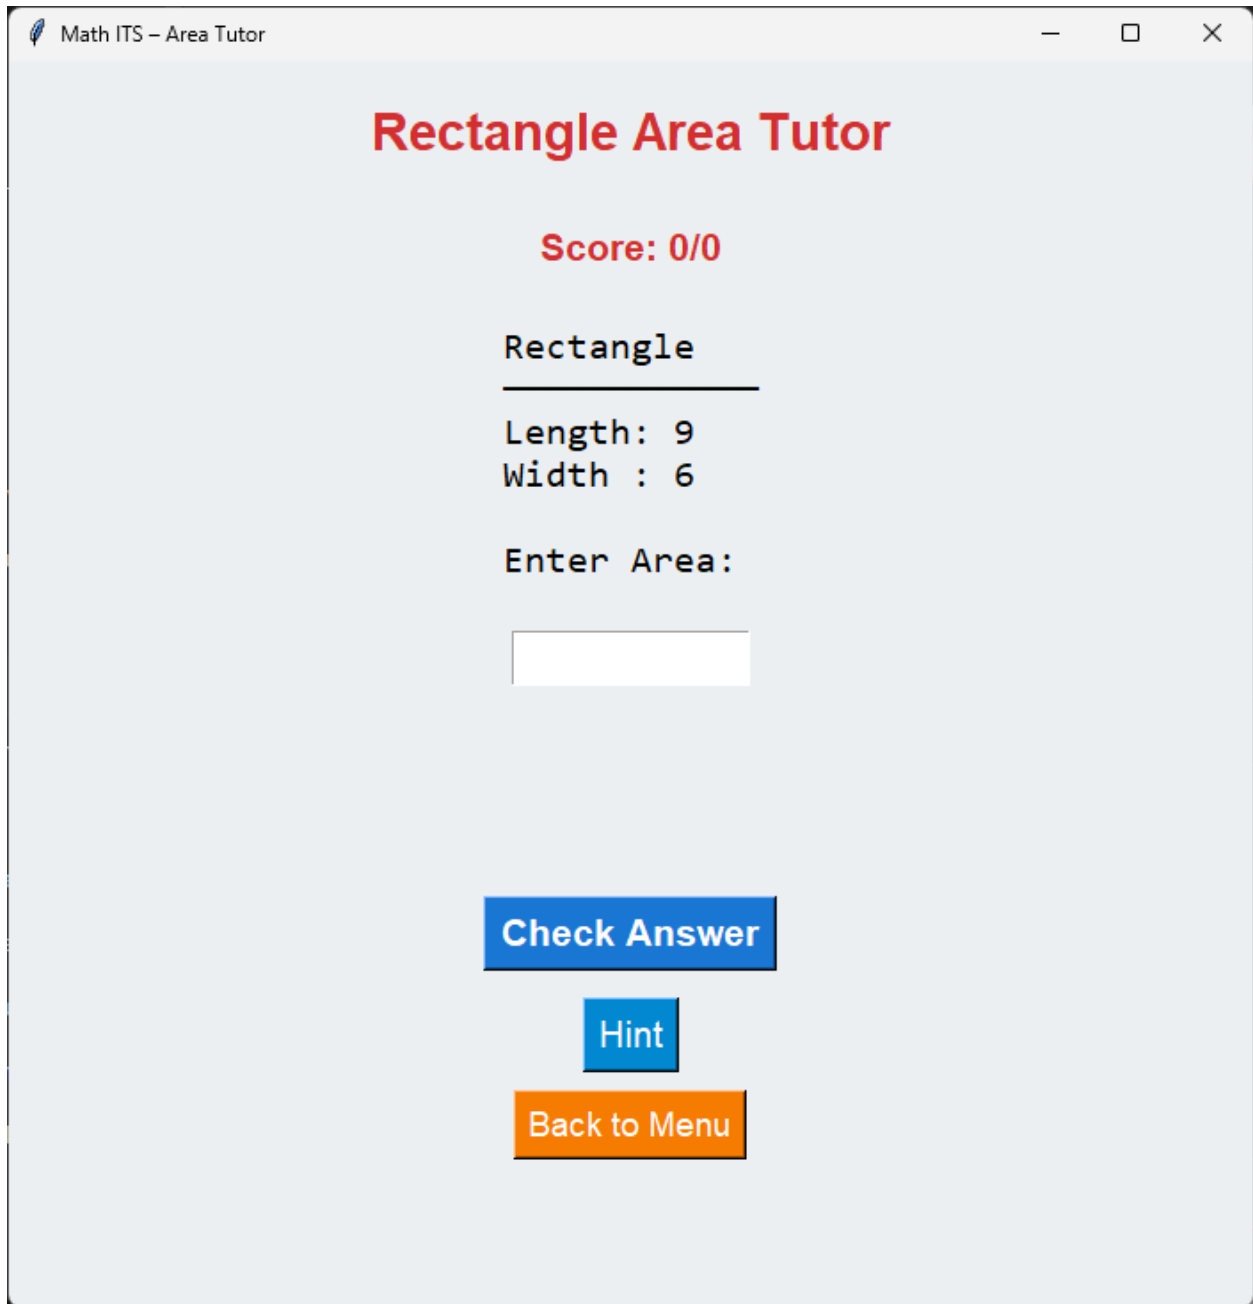 Math ITS – Area Tutor
Rectangle Area Tutor
Score: 0/0
Rectangle
Length: 9
Width : 6
Enter Area:
Check Answer
Hint
Back to Menu